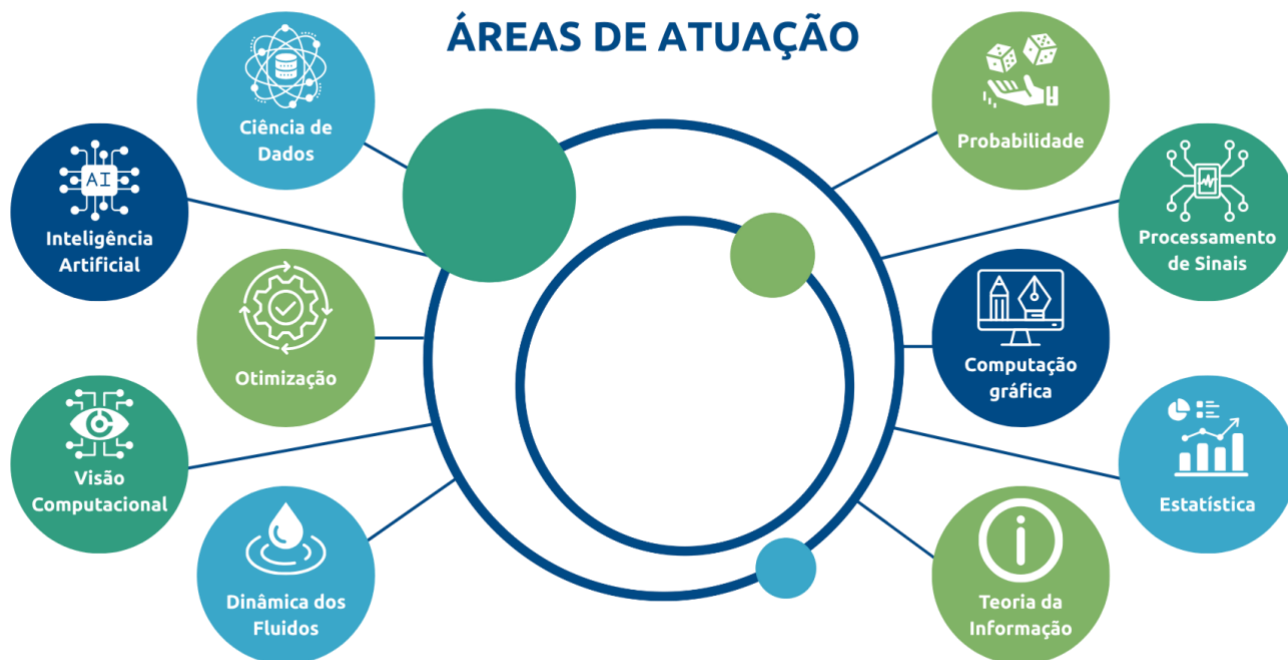 ÁREAS DE ATUAÇÃO
Ciência de
Dados
AI
Inteligência
Artificial
Otimização
Visão
Computacional
Dinâmica dos
Fluidos
Probabilidade
Processamento
de Sinais
Computação
gráfica
Estatística
i
Teoria da
Informação